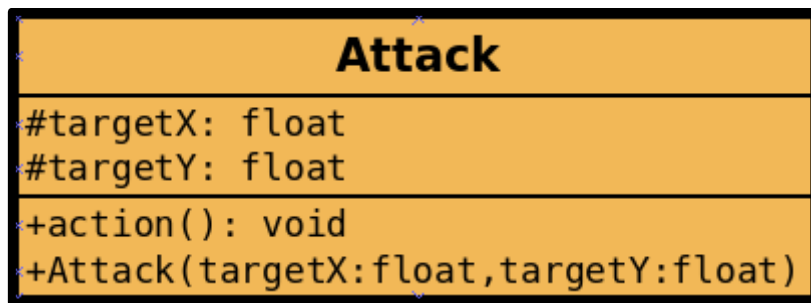 Attack
#targetX: float
#targetY: float
+action(): void
+Attack(targetX:float,targetY:float)